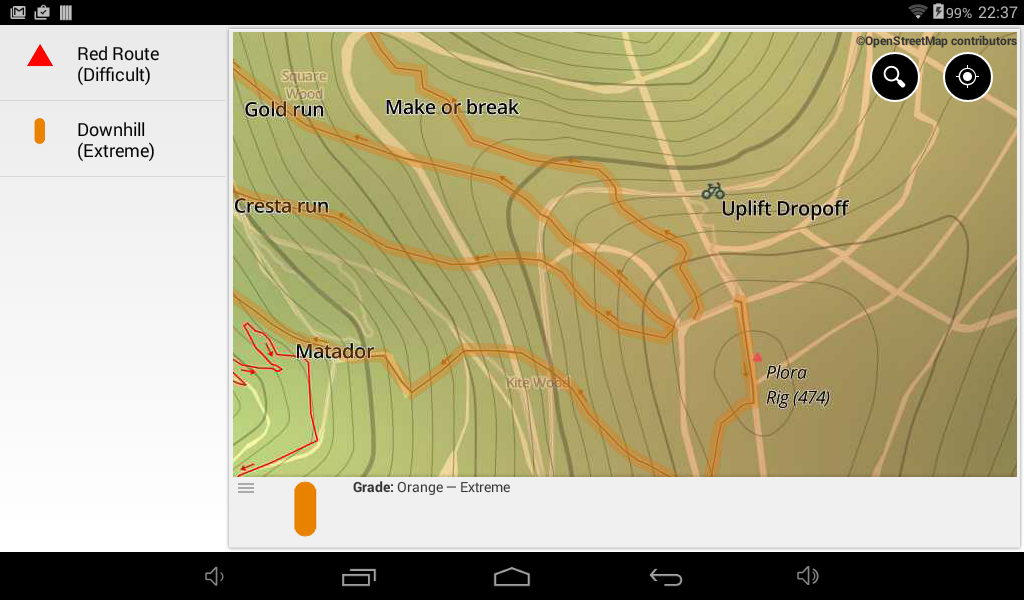 99% 22:37
Red Route
(Difficult)
Downhill
(Extreme)
©OpenStreetMap contributors
Square
Wood
Gold run
Make or break
Cresta run
Uplift Dropoff
Matador
Kite Wood
Plora
Rig (474)
Grade: Orange — Extreme